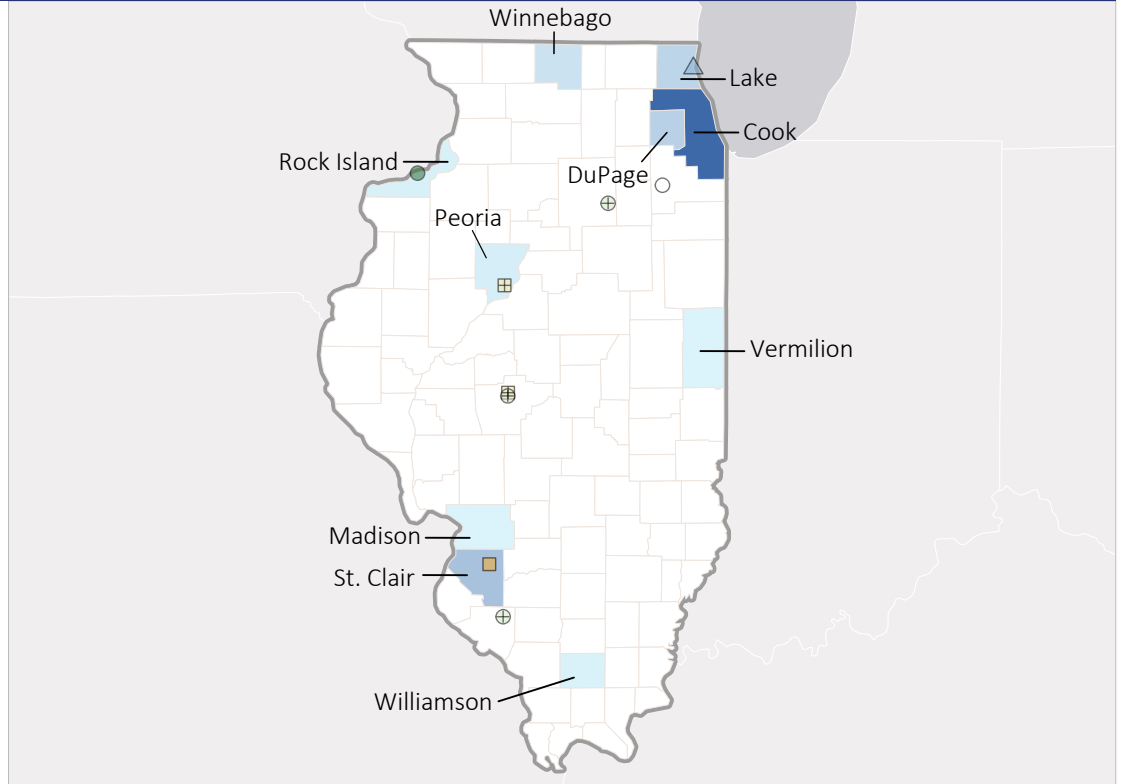 Winnebago
Lake
Cook
Rock Island
DuPage
Peoria
Vermilion
Madison
St. Clair
Williamson